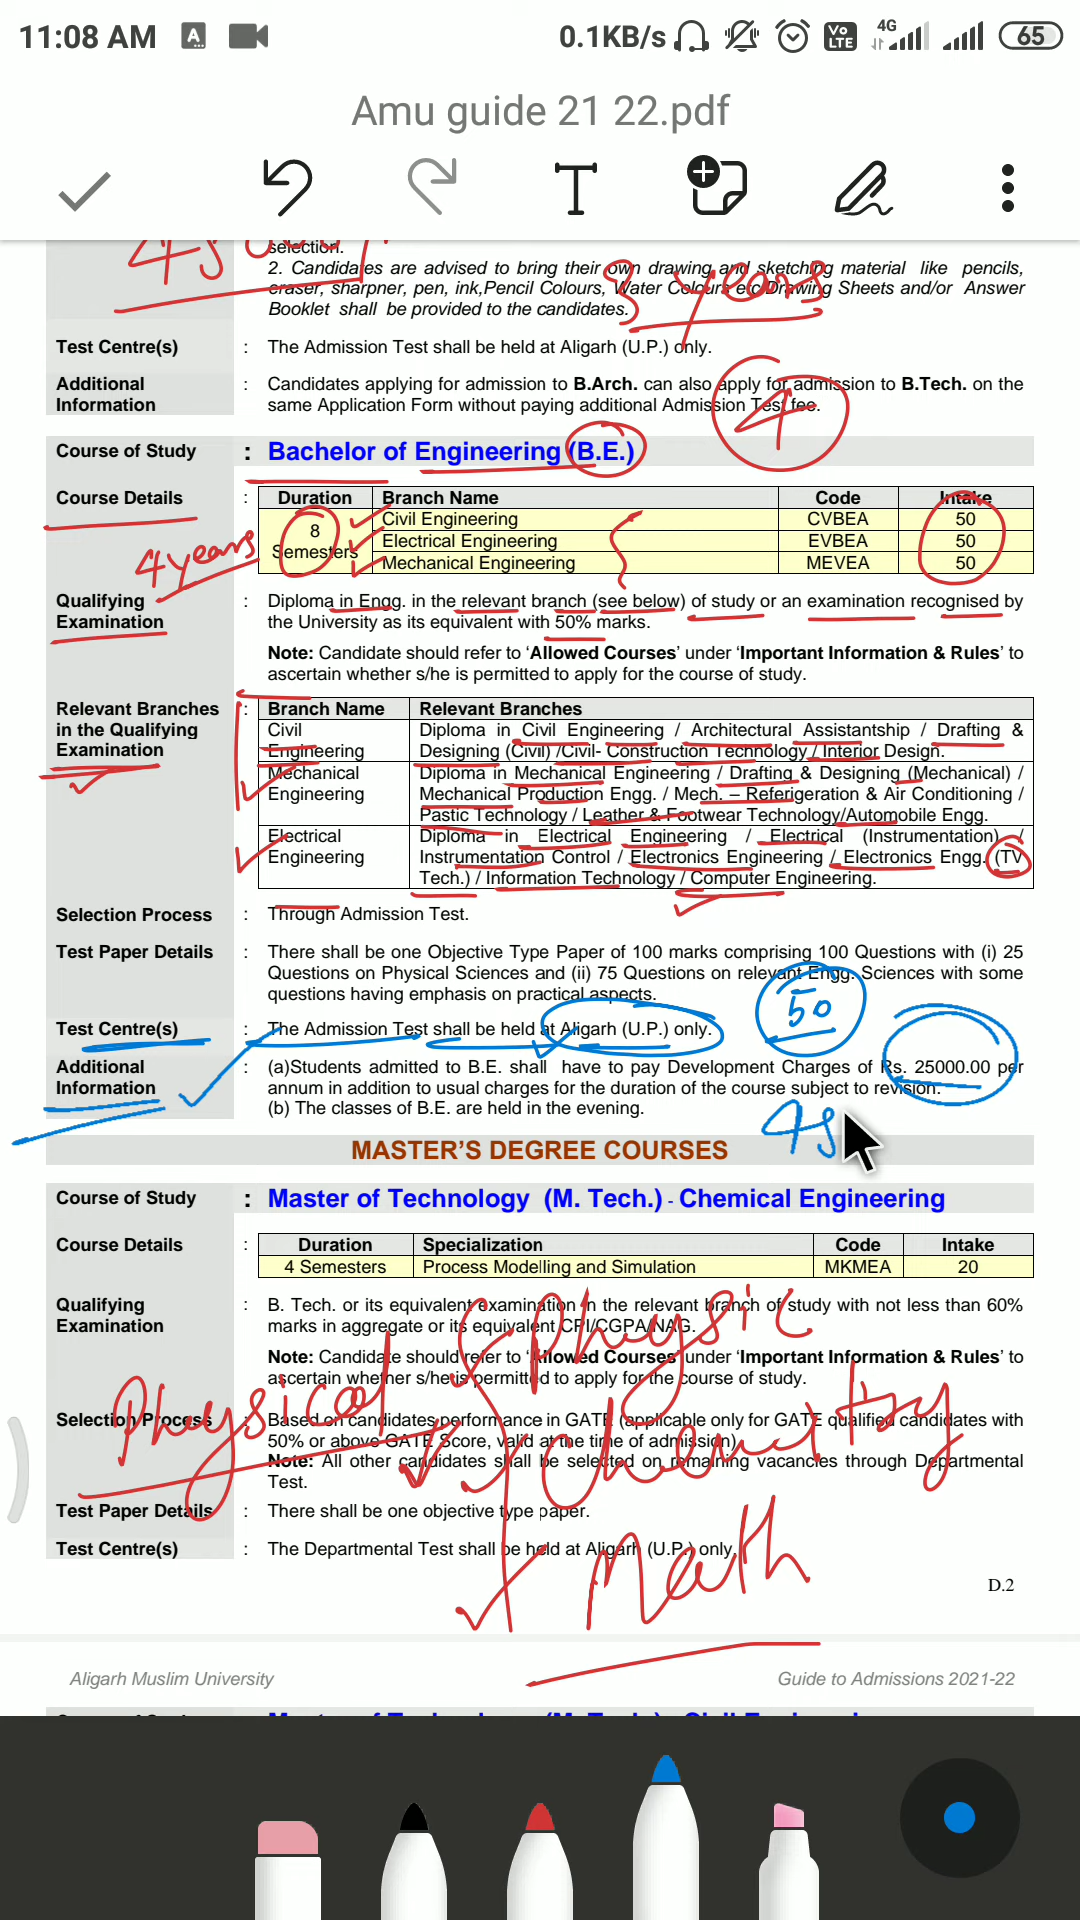 11:08 AM A... 0.1KB/s Vo LTE 4G 65
Amu guide 21 22.pdf
T
selection.
2. Candidates are advised to bring their own drawing and sketching material like pencils,
eraser, sharpner, pen, ink,Pencil Colours, Water Colours etc.Drawing Sheets and/or Answer
Booklet shall be provided to the candidates.
3 years
Test Centre(s) : The Admission Test shall be held at Aligarh (U.P.) only.
Additional : Candidates applying for admission to B.Arch. can also apply for admission to B.Tech. on the
Information same Application Form without paying additional Admission Test fee.
4
Course of Study : Bachelor of Engineering (B.E.)
Course Details : Duration Branch Name Code Intake
8 Semesters Civil Engineering CVBEA 50
Electrical Engineering EVBEA 50
Mechanical Engineering MEVEA 50
4 years
Qualifying : Diploma in Engg. in the relevant branch (see below) of study or an examination recognised by
Examination the University as its equivalent with 50% marks.
Note: Candidate should refer to ‘Allowed Courses’ under ‘Important Information & Rules’ to
ascertain whether s/he is permitted to apply for the course of study.
Relevant Branches : Branch Name Relevant Branches
in the Qualifying Civil Diploma in Civil Engineering / Architectural Assistantship / Drafting &
Examination Engineering Designing (Civil) /Civil- Construction Technology / Interior Design.
Mechanical Diploma in Mechanical Engineering / Drafting & Designing (Mechanical) /
Engineering Mechanical Production Engg. / Mech. – Referigeration & Air Conditioning /
Pastic Technology / Leather & Footwear Technology/Automobile Engg.
Electrical Diploma in Electrical Engineering / Electrical (Instrumentation) /
Engineering Instrumentation Control / Electronics Engineering / Electronics Engg. (TV
Tech.) / Information Technology / Computer Engineering.
Selection Process : Through Admission Test.
Test Paper Details : There shall be one Objective Type Paper of 100 marks comprising 100 Questions with (i) 25
Questions on Physical Sciences and (ii) 75 Questions on relevant Engg. Sciences with some
questions having emphasis on practical aspects.
50
Test Centre(s) : The Admission Test shall be held at Aligarh (U.P.) only.
Additional : (a)Students admitted to B.E. shall have to pay Development Charges of Rs. 25000.00 per
Information annum in addition to usual charges for the duration of the course subject to revision.
(b) The classes of B.E. are held in the evening.
MASTER'S DEGREE COURSES
Course of Study : Master of Technology (M. Tech.) - Chemical Engineering
Course Details : Duration Specialization Code Intake
4 Semesters Process Modelling and Simulation MKMEA 20
Qualifying : B. Tech. or its equivalent examination in the relevant branch of study with not less than 60%
Examination marks in aggregate or its equivalent CPI/CGPA/NAG.
Physic
Note: Candidate should refer to ‘Allowed Courses’ under ‘Important Information & Rules’ to
ascertain whether s/he is permitted to apply for the course of study.
Physical
Selection Process : Based on candidates performance in GATE (applicable only for GATE qualified candidates with
50% or above GATE Score, valid at the time of admission)
Note: All other candidates shall be selected on remaining vacancies through Departmental
Test.
Test Paper Details : There shall be one objective type paper.
Test Centre(s) : The Departmental Test shall be held at Aligarh (U.P.) only.
Math
D.2
Aligarh Muslim University Guide to Admissions 2021-22